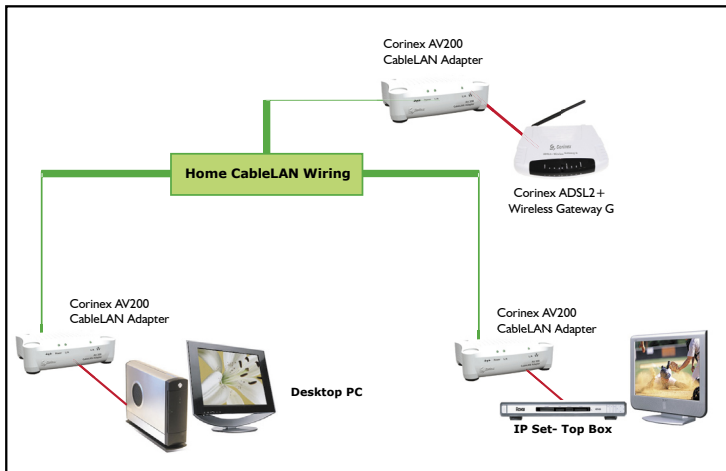 Corinex AV200
CableLAN Adapter
Home CableLAN Wiring
Corinex ADSL2+
Wireless Gateway G
Corinex AV200
CableLAN Adapter
Desktop PC
Corinex AV200
CableLAN Adapter
IP Set- Top Box